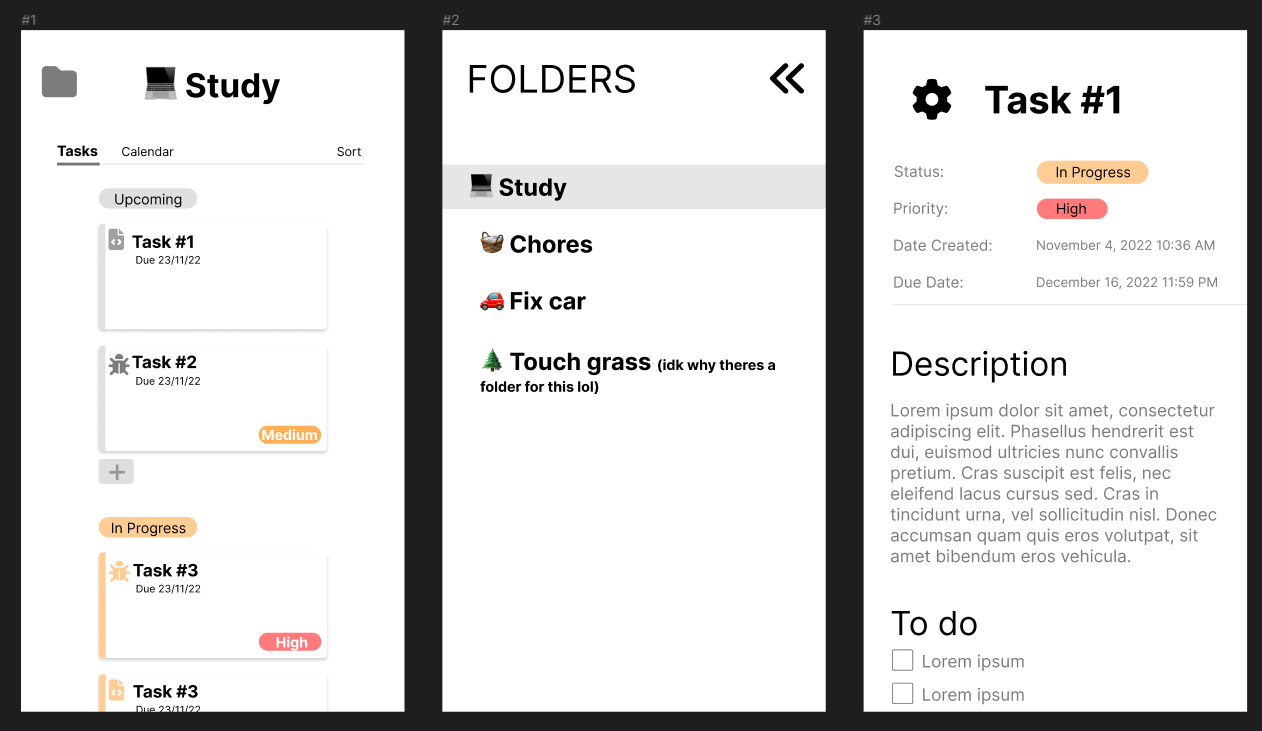 #1
Study
Tasks Calendar Sort
Upcoming
Task #1
Due 23/11/22
Task #2
Due 23/11/22
Medium
+
In Progress
Task #3
Due 23/11/22
High
Task #3
Due 23/11/22
#2
FOLDERS
Study
Chores
Fix car
Touch grass (idk why theres a
folder for this lol)
#3
Task #1
Status: In Progress
Priority: High
Date Created: November 4, 2022 10:36 AM
Due Date: December 16, 2022 11:59 PM
Description
Lorem ipsum dolor sit amet, consectetur
adipiscing elit. Phasellus hendrerit est
dui, euismod ultricies nunc convallis
pretium. Cras suscipit est felis, nec
eleifend lacus cursus sed. Cras in
tincidunt urna, vel sollicitudin nisl. Donec
accumsan quam quis eros volutpat, sit
amet bibendum eros vehicula.
To do
Lorem ipsum
Lorem ipsum